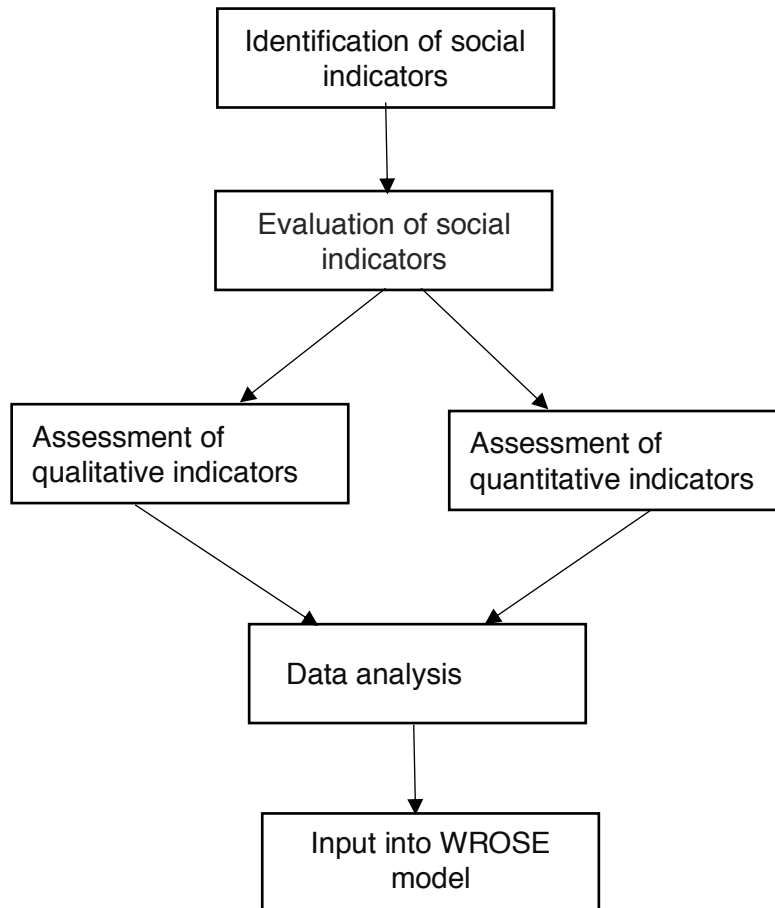 Identification of social
indicators
Evaluation of social
indicators
Assessment of
qualitative indicators
Assessment of
quantitative indicators
Data analysis
Input into WROSE
model